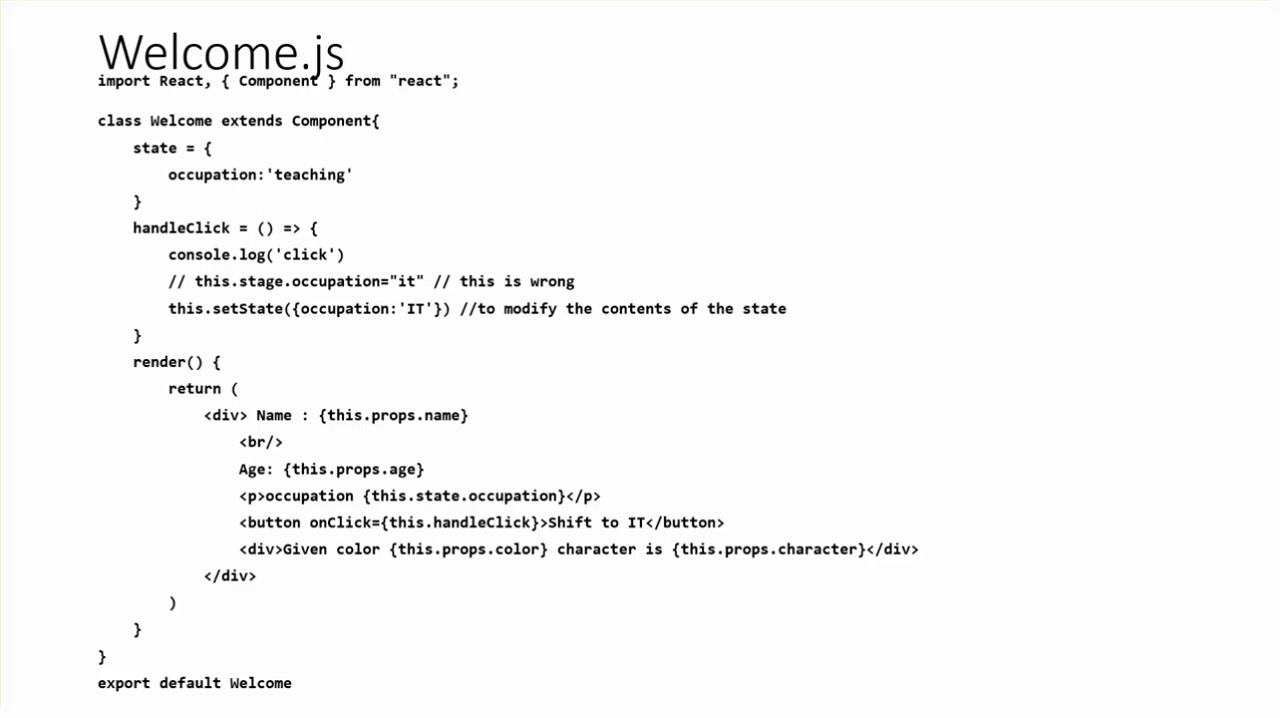 Welcome.js
import React, { Component } from "react";
class Welcome extends Component{
state = {
occupation:'teaching'
}
handleClick = () => {
console.log('click')
// this.stage.occupation="it" // this is wrong
this.setState({occupation:'IT'}) //to modify the contents of the state
}
render() {
return (
<div> Name : {this.props.name}
<br/>
Age: {this.props.age}
<p>occupation {this.state.occupation}</p>
<button onClick={this.handleClick}>Shift to IT</button>
<div>Given color {this.props.color} character is {this.props.character}</div>
</div>
)
}
}
export default Welcome